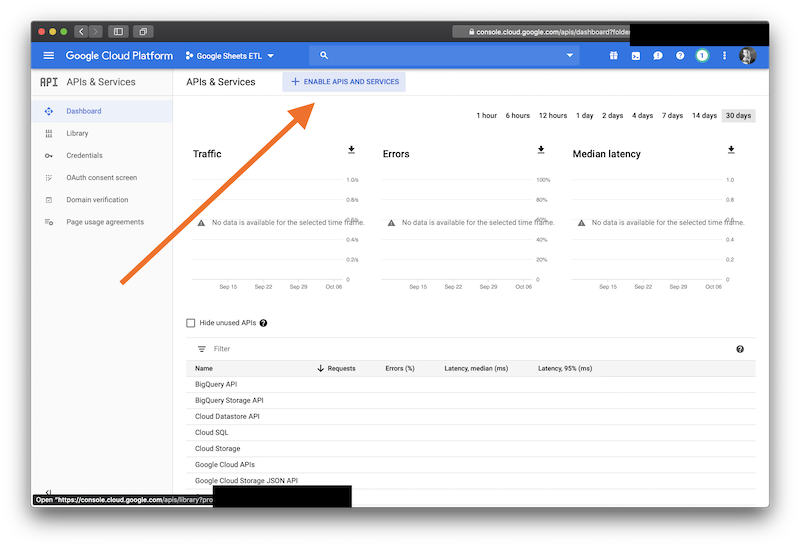 console.cloud.google.com/apis/dashboard?folder
Google Cloud Platform
Google Sheets ETL
1
API APIs & Services
APIs & Services
+ ENABLE APIS AND SERVICES
Dashboard
Library
Credentials
OAuth consent screen
Domain verification
Page usage agreements
1 hour 6 hours 12 hours 1 day 2 days 4 days 7 days 14 days 30 days
Traffic
1.0/s
0.8/s
0.6/s
No data is available for the selected time frame.
0.4/s
0.2/s
0
Sep 15 Sep 22 Sep 29 Oct 06
Errors
100%
80%
60%
No data is available for the selected time frame.
40%
20%
0
Sep 15 Sep 22 Sep 29 Oct 06
Median latency
1.0
0.8
0.6
No data is available for the selected time frame.
0.4
0.2
0
Sep 15 Sep 22 Sep 29 Oct 06
Hide unused APIs
Filter
Name Requests Errors (%) Latency, median (ms) Latency, 95% (ms)
BigQuery API
BigQuery Storage API
Cloud Datastore API
Cloud SQL
Cloud Storage
Google Cloud APIs
Google Cloud Storage JSON API
Open "https://console.cloud.google.com/apis/library?pro